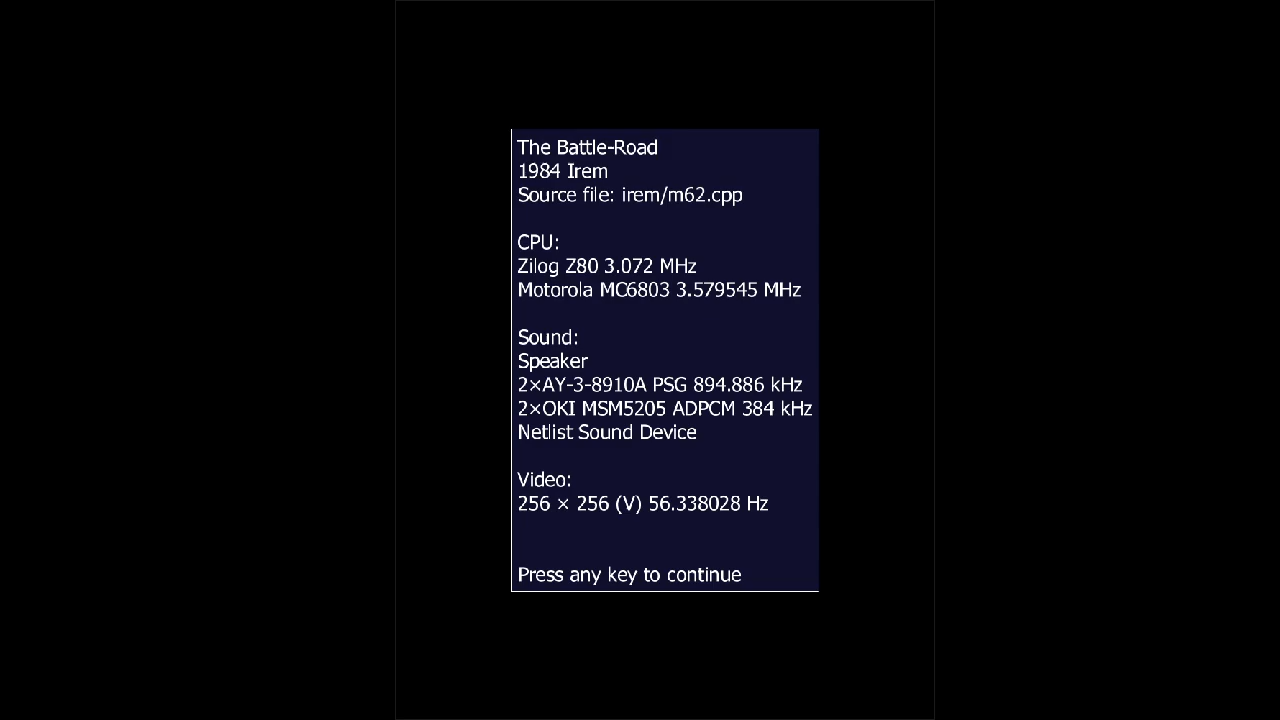 The Battle-Road
1984 Irem
Source file: irem/m62.cpp
CPU:
Zilog Z80 3.072 MHz
Motorola MC6803 3.579545 MHz
Sound:
Speaker
2×AY-3-8910A PSG 894.886 kHz
2×OKI MSM5205 ADPCM 384 kHz
Netlist Sound Device
Video:
256 × 256 (V) 56.338028 Hz
Press any key to continue